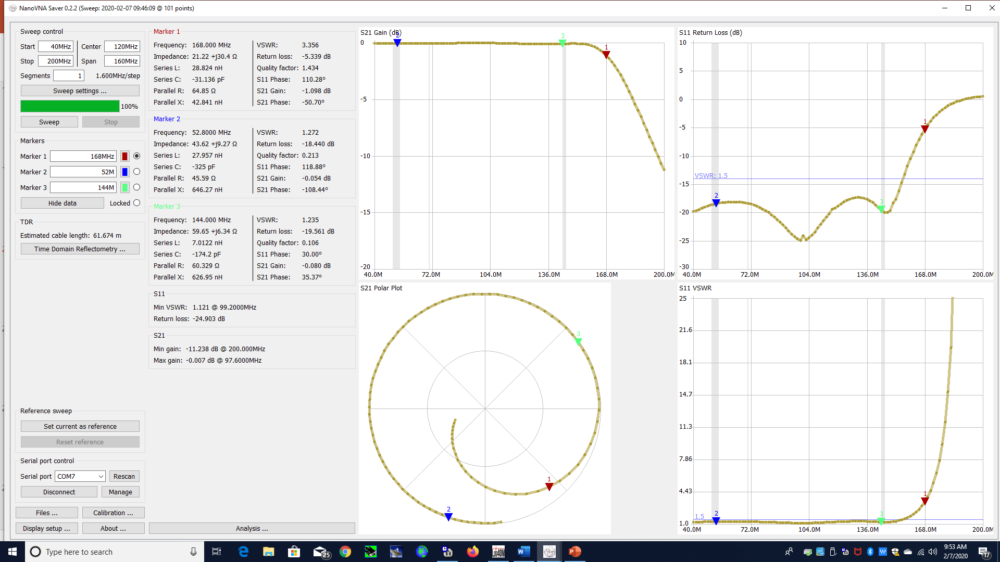 NanoVNA Saver 0.2.2 (Sweep: 2020-02-07 09:46:09 @ 101 points)
Sweep control
Start 40MHz Center 120MHz
Stop 200MHz Span 160MHz
Segments 1 1.600MHz/step
Sweep settings ...
100%
Sweep Stop
Markers
Marker 1 168MHz
Marker 2 52M
Marker 3 144M
Hide data Locked
TDR
Estimated cable length: 61.674 m
Time Domain Reflectometry ...
Reference sweep
Set current as reference
Reset reference
Serial port control
Serial port COM7 Rescan
Disconnect Manage
Files ... Calibration ...
Display setup ... About ...
Marker 1
Frequency: 168.000 MHz VSWR: 3.356
Impedance: 21.22 +j30.4 Ω Return loss: -5.339 dB
Series L: 28.824 nH Quality factor: 1.434
Series C: -31.136 pF S11 Phase: 110.28°
Parallel R: 64.85 Ω S21 Gain: -1.098 dB
Parallel X: 42.841 nH S21 Phase: -50.70°
Marker 2
Frequency: 52.8000 MHz VSWR: 1.272
Impedance: 43.62 +j9.27 Ω Return loss: -18.440 dB
Series L: 27.957 nH Quality factor: 0.213
Series C: -325 pF S11 Phase: 118.88°
Parallel R: 45.59 Ω S21 Gain: -0.054 dB
Parallel X: 646.27 nH S21 Phase: -108.44°
Marker 3
Frequency: 144.000 MHz VSWR: 1.235
Impedance: 59.65 +j6.34 Ω Return loss: -19.561 dB
Series L: 7.0122 nH Quality factor: 0.106
Series C: -174.2 pF S11 Phase: 30.00°
Parallel R: 60.329 Ω S21 Gain: -0.080 dB
Parallel X: 626.95 nH S21 Phase: 35.37°
S11
Min VSWR: 1.121 @ 99.2000MHz
Return loss: -24.903 dB
S21
Min gain: -11.238 dB @ 200.000MHz
Max gain: -0.007 dB @ 97.6000MHz
Analysis ...
S21 Gain (dB)
2
3
1
0
-5
-10
-15
-20
40.0M 72.0M 104.0M 136.0M 168.0M 200.0M
S11 Return Loss (dB)
10
5
0
1
-5
-10
VSWR: 1.5
-15
2
3
-20
-25
-30
40.0M 72.0M 104.0M 136.0M 168.0M 200.0M
S21 Polar Plot
3
1
2
S11 VSWR
25
21.6
18.1
14.7
11.3
7.86
4.43
1
1.5 2 3
1.0
40.0M 72.0M 104.0M 136.0M 168.0M 200.0M
Type here to search
25
9:53 AM
2/7/2020
17